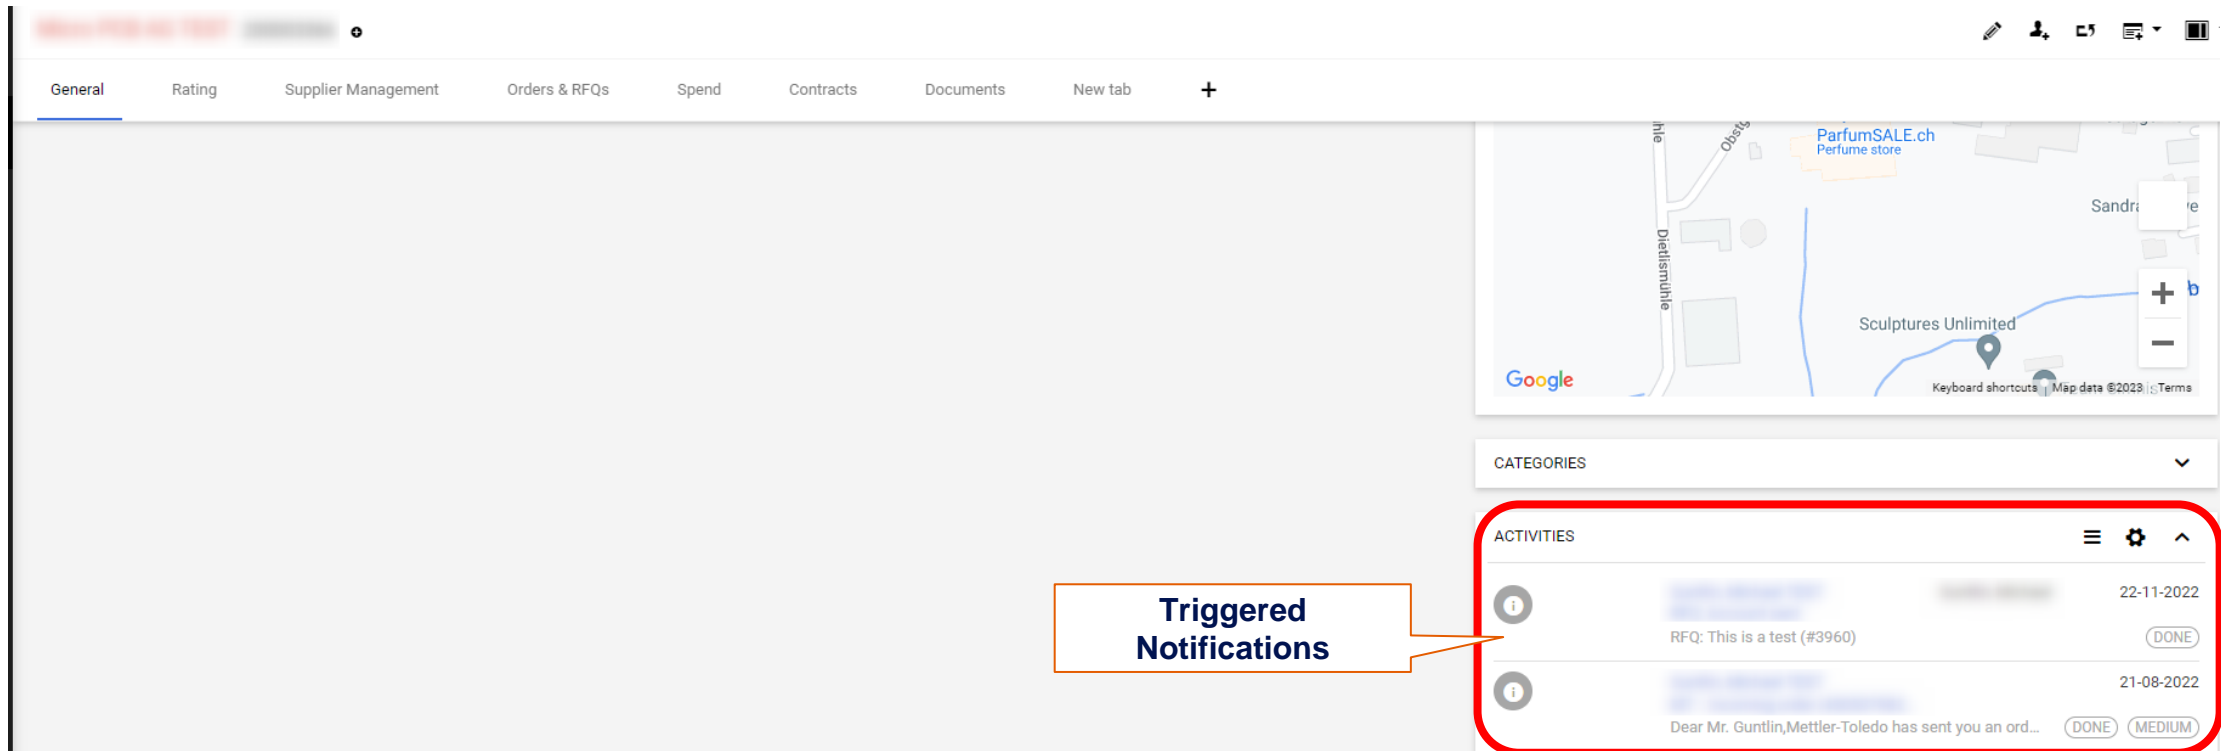 General Rating Supplier Management Orders & RFQs Spend Contracts Documents New tab +
ParfumSALE.ch
Perfume store
Dietlismühle
Sculptures Unlimited
Google
Keyboard shortcuts Map data ©2023 Terms
CATEGORIES
ACTIVITIES
Triggered
Notifications
22-11-2022
RFQ: This is a test (#3960)
DONE
21-08-2022
Dear Mr. Guntlin,Mettler-Toledo has sent you an ord...
DONE MEDIUM